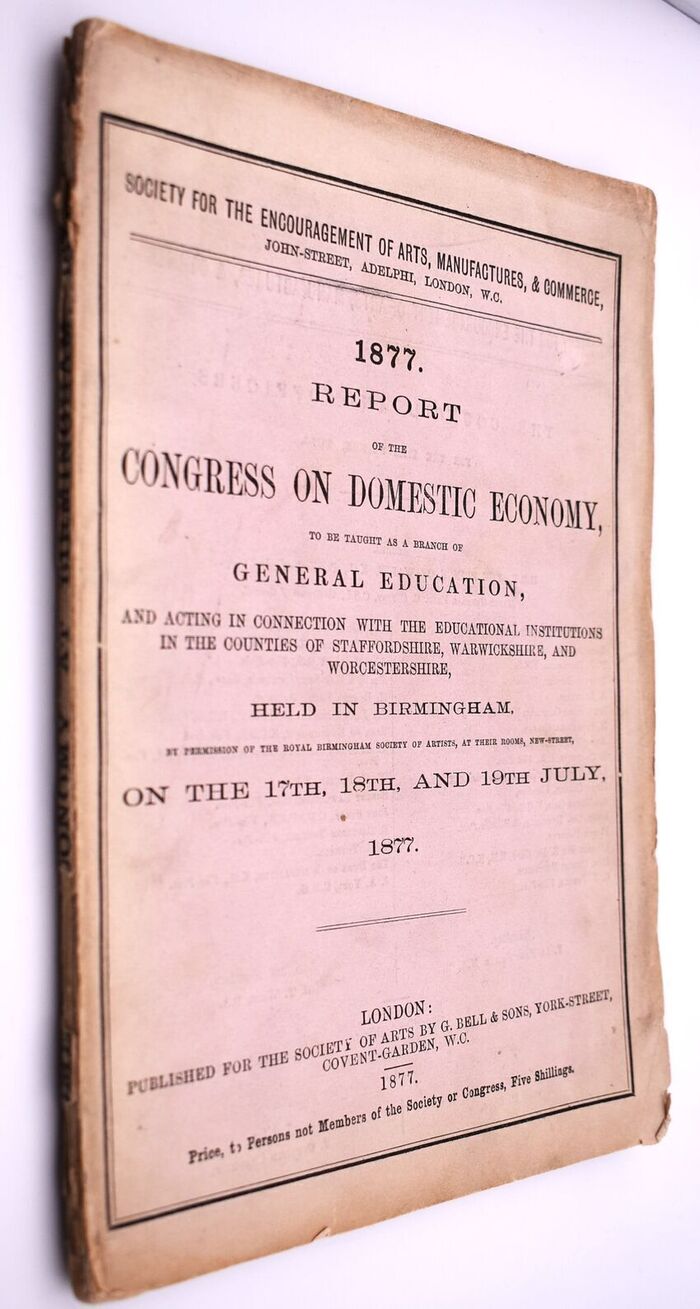 SOCIETY FOR THE ENCOURAGEMENT OF ARTS, MANUFACTURES, & COMMERCE,
JOHN-STREET, ADELPHI, LONDON, W.C.
1877.
REPORT
OF THE
CONGRESS ON DOMESTIC ECONOMY,
TO BE TAUGHT AS A BRANCH OF
GENERAL EDUCATION,
AND ACTING IN CONNECTION WITH THE EDUCATIONAL INSTITUTIONS
IN THE COUNTIES OF STAFFORDSHIRE, WARWICKSHIRE, AND
WORCESTERSHIRE,
HELD IN BIRMINGHAM,
BY PERMISSION OF THE ROYAL BIRMINGHAM SOCIETY OF ARTISTS, AT THEIR ROOMS, NEW-STREET,
ON THE 17TH, 18TH, AND 19TH JULY,
1877.
LONDON:
PUBLISHED FOR THE SOCIETY OF ARTS BY G. BELL & SONS, YORK-STREET,
COVENT-GARDEN, W.C.
1877.
Price, to Persons not Members of the Society or Congress, Five Shillings.